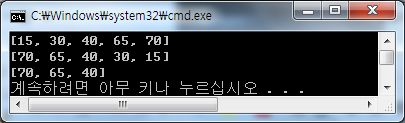 C:₩Windows₩system32₩cmd.exe
[15, 30, 40, 65, 70]
[70, 65, 40, 30, 15]
[70, 65, 40]
계속하려면 아무 키나 누르십시오 . . .